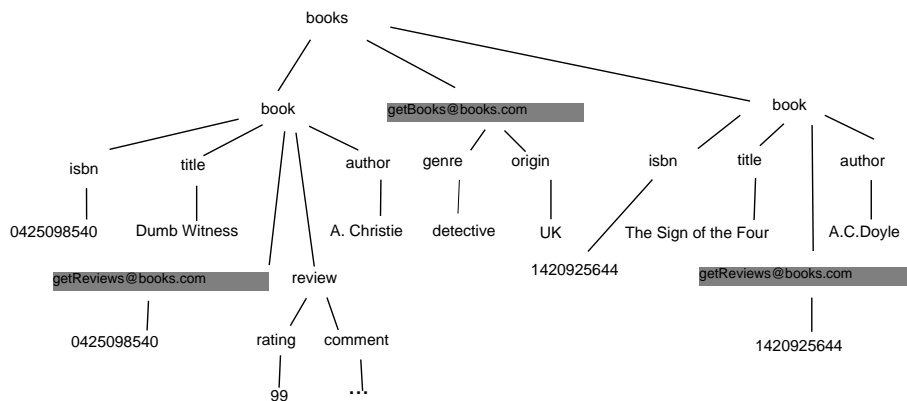 books
book
getBooks@books.com
book
isbn
title
author
genre
origin
isbn
title
author
0425098540
Dumb Witness
A. Christie
detective
UK
The Sign of the Four
A.C.Doyle
1420925644
getReviews@books.com
review
getReviews@books.com
0425098540
rating
comment
1420925644
99
...